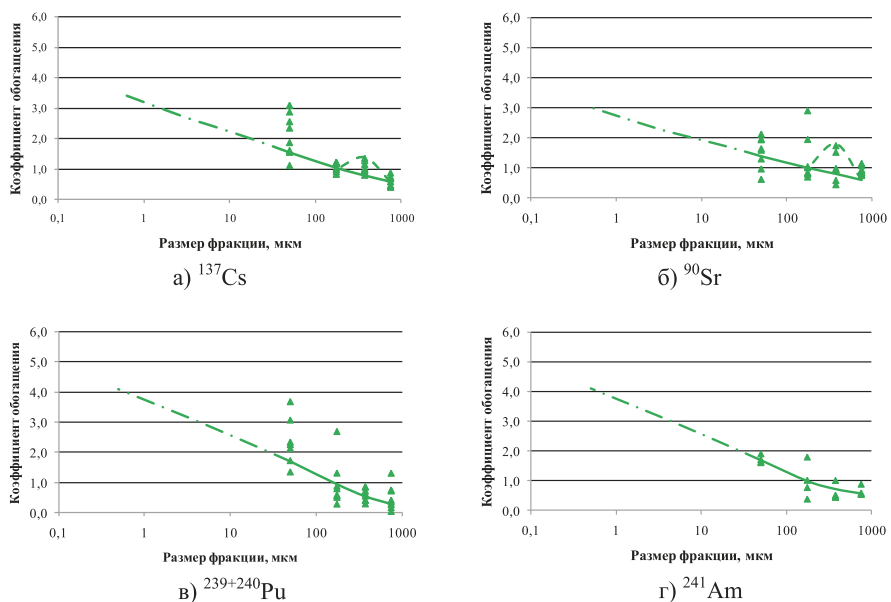 Коэффициент обогащения
6,0
5,0
4,0
3,0
2,0
1,0
0,0
0,1 1 10 100 1000
Размер фракции, мкм
а) ¹³⁷Cs
Коэффициент обогащения
6,0
5,0
4,0
3,0
2,0
1,0
0,0
0,1 1 10 100 1000
Размер фракции, мкм
б) ⁹⁰Sr
Коэффициент обогащения
6,0
5,0
4,0
3,0
2,0
1,0
0,0
0,1 1 10 100 1000
Размер фракции, мкм
в) ²³⁹⁺²⁴⁰Pu
Коэффициент обогащения
6,0
5,0
4,0
3,0
2,0
1,0
0,0
0,1 1 10 100 1000
Размер фракции, мкм
г) ²⁴¹Am